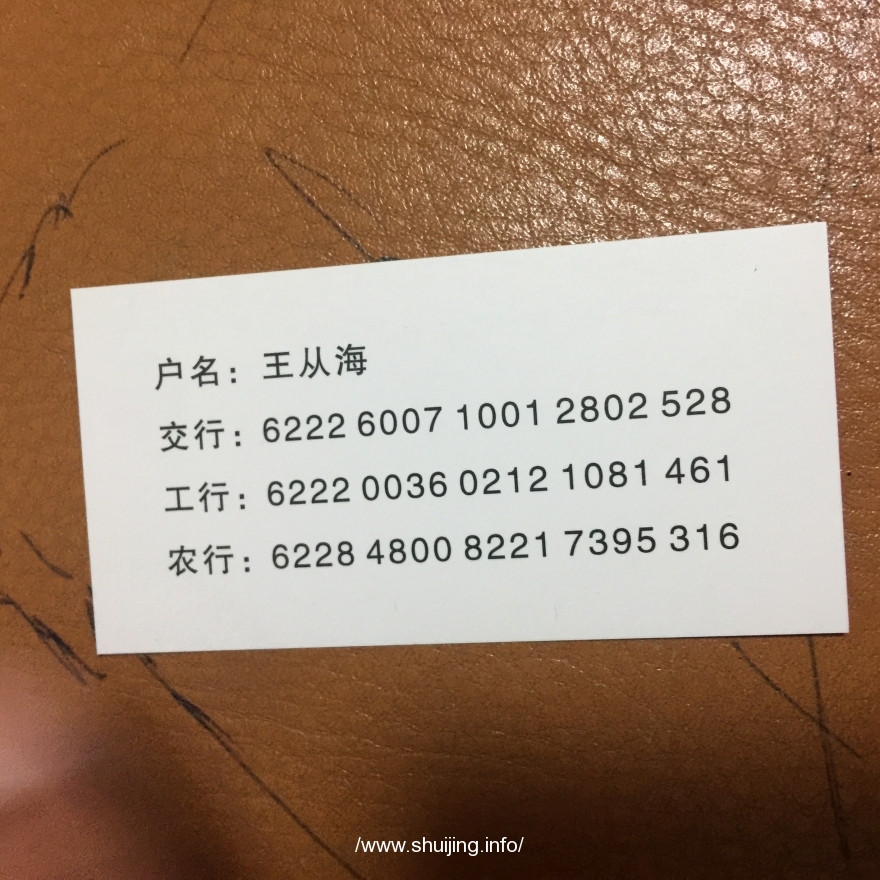 户名：王从海
交行：6222 6007 1001 2802 528
工行：6222 0036 0212 1081 461
农行：6228 4800 8221 7395 316
/www.shuijing.info/